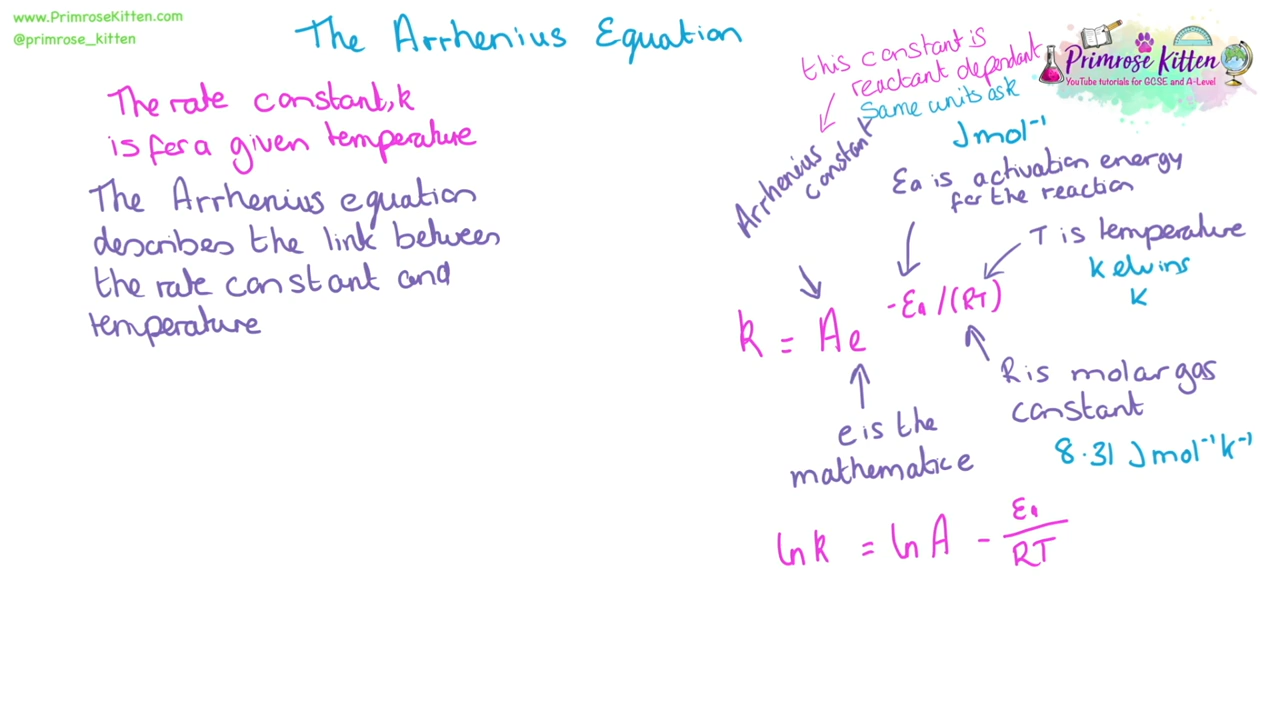 www.PrimroseKitten.com
@primrose_kitten
The Arrhenius Equation
Primrose Kitten
YouTube tutorials for GCSE and A-Level
The rate constant, k
is for a given temperature
The Arrhenius equation
describes the link between
the rate constant and
temperature
this constant is
reactant dependant
Same units as k
Arrhenius
constant
Jmol⁻¹
Ea is activation energy
for the reaction
T is temperature
Kelvins
K
k = Ae^-Ea/(RT)
R is molar gas
constant
8.31 Jmol⁻¹K⁻¹
e is the
mathematic e
ln k = ln A - Ea/RT